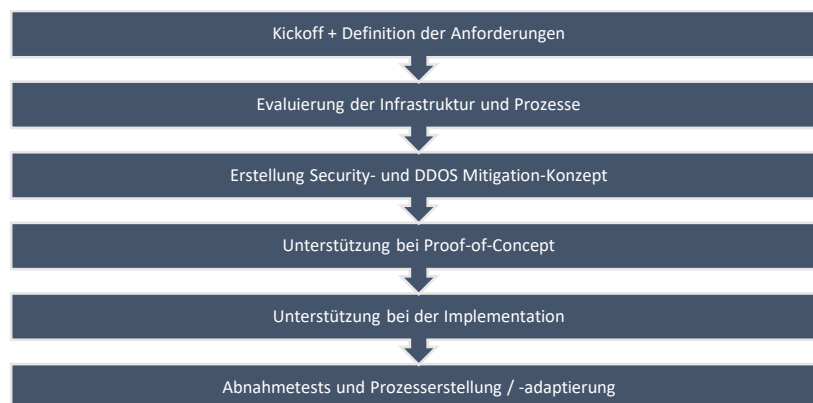 Kickoff + Definition der Anforderungen
Evaluierung der Infrastruktur und Prozesse
Erstellung Security- und DDOS Mitigation-Konzept
Unterstützung bei Proof-of-Concept
Unterstützung bei der Implementation
Abnahmetests und Prozesserstellung / -adaptierung